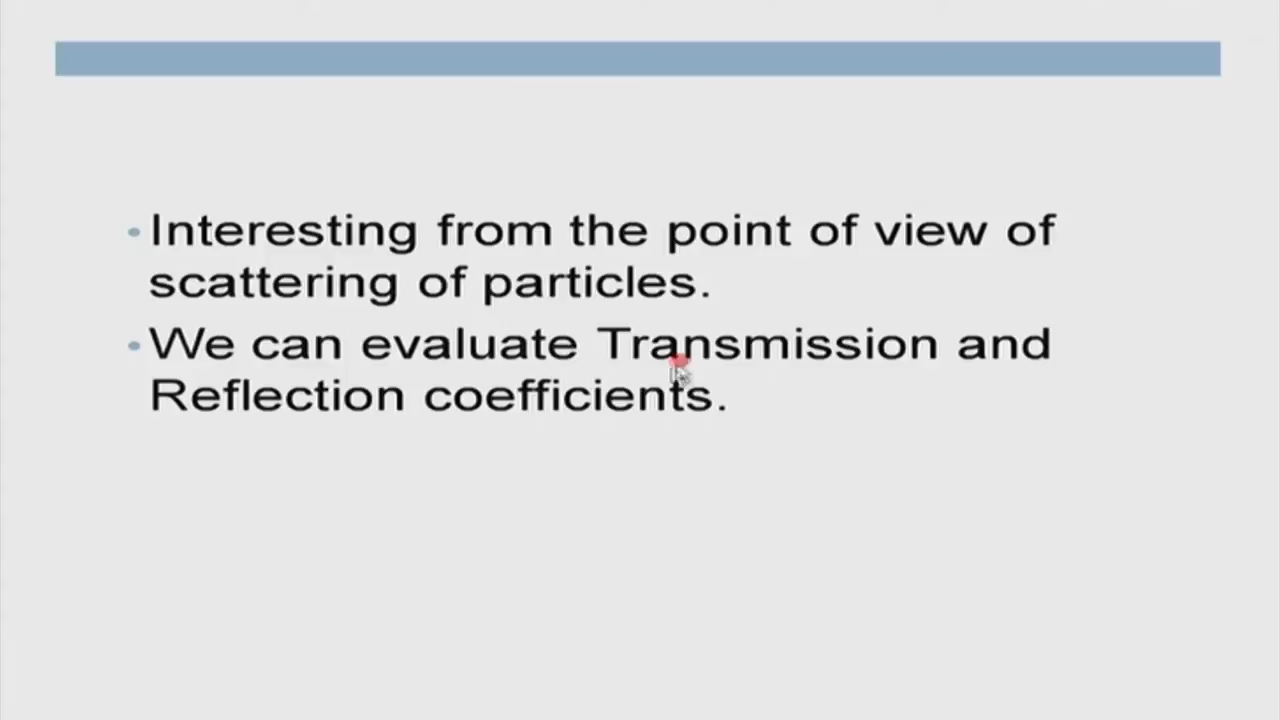 • Interesting from the point of view of
scattering of particles.
• We can evaluate Transmission and
Reflection coefficients.